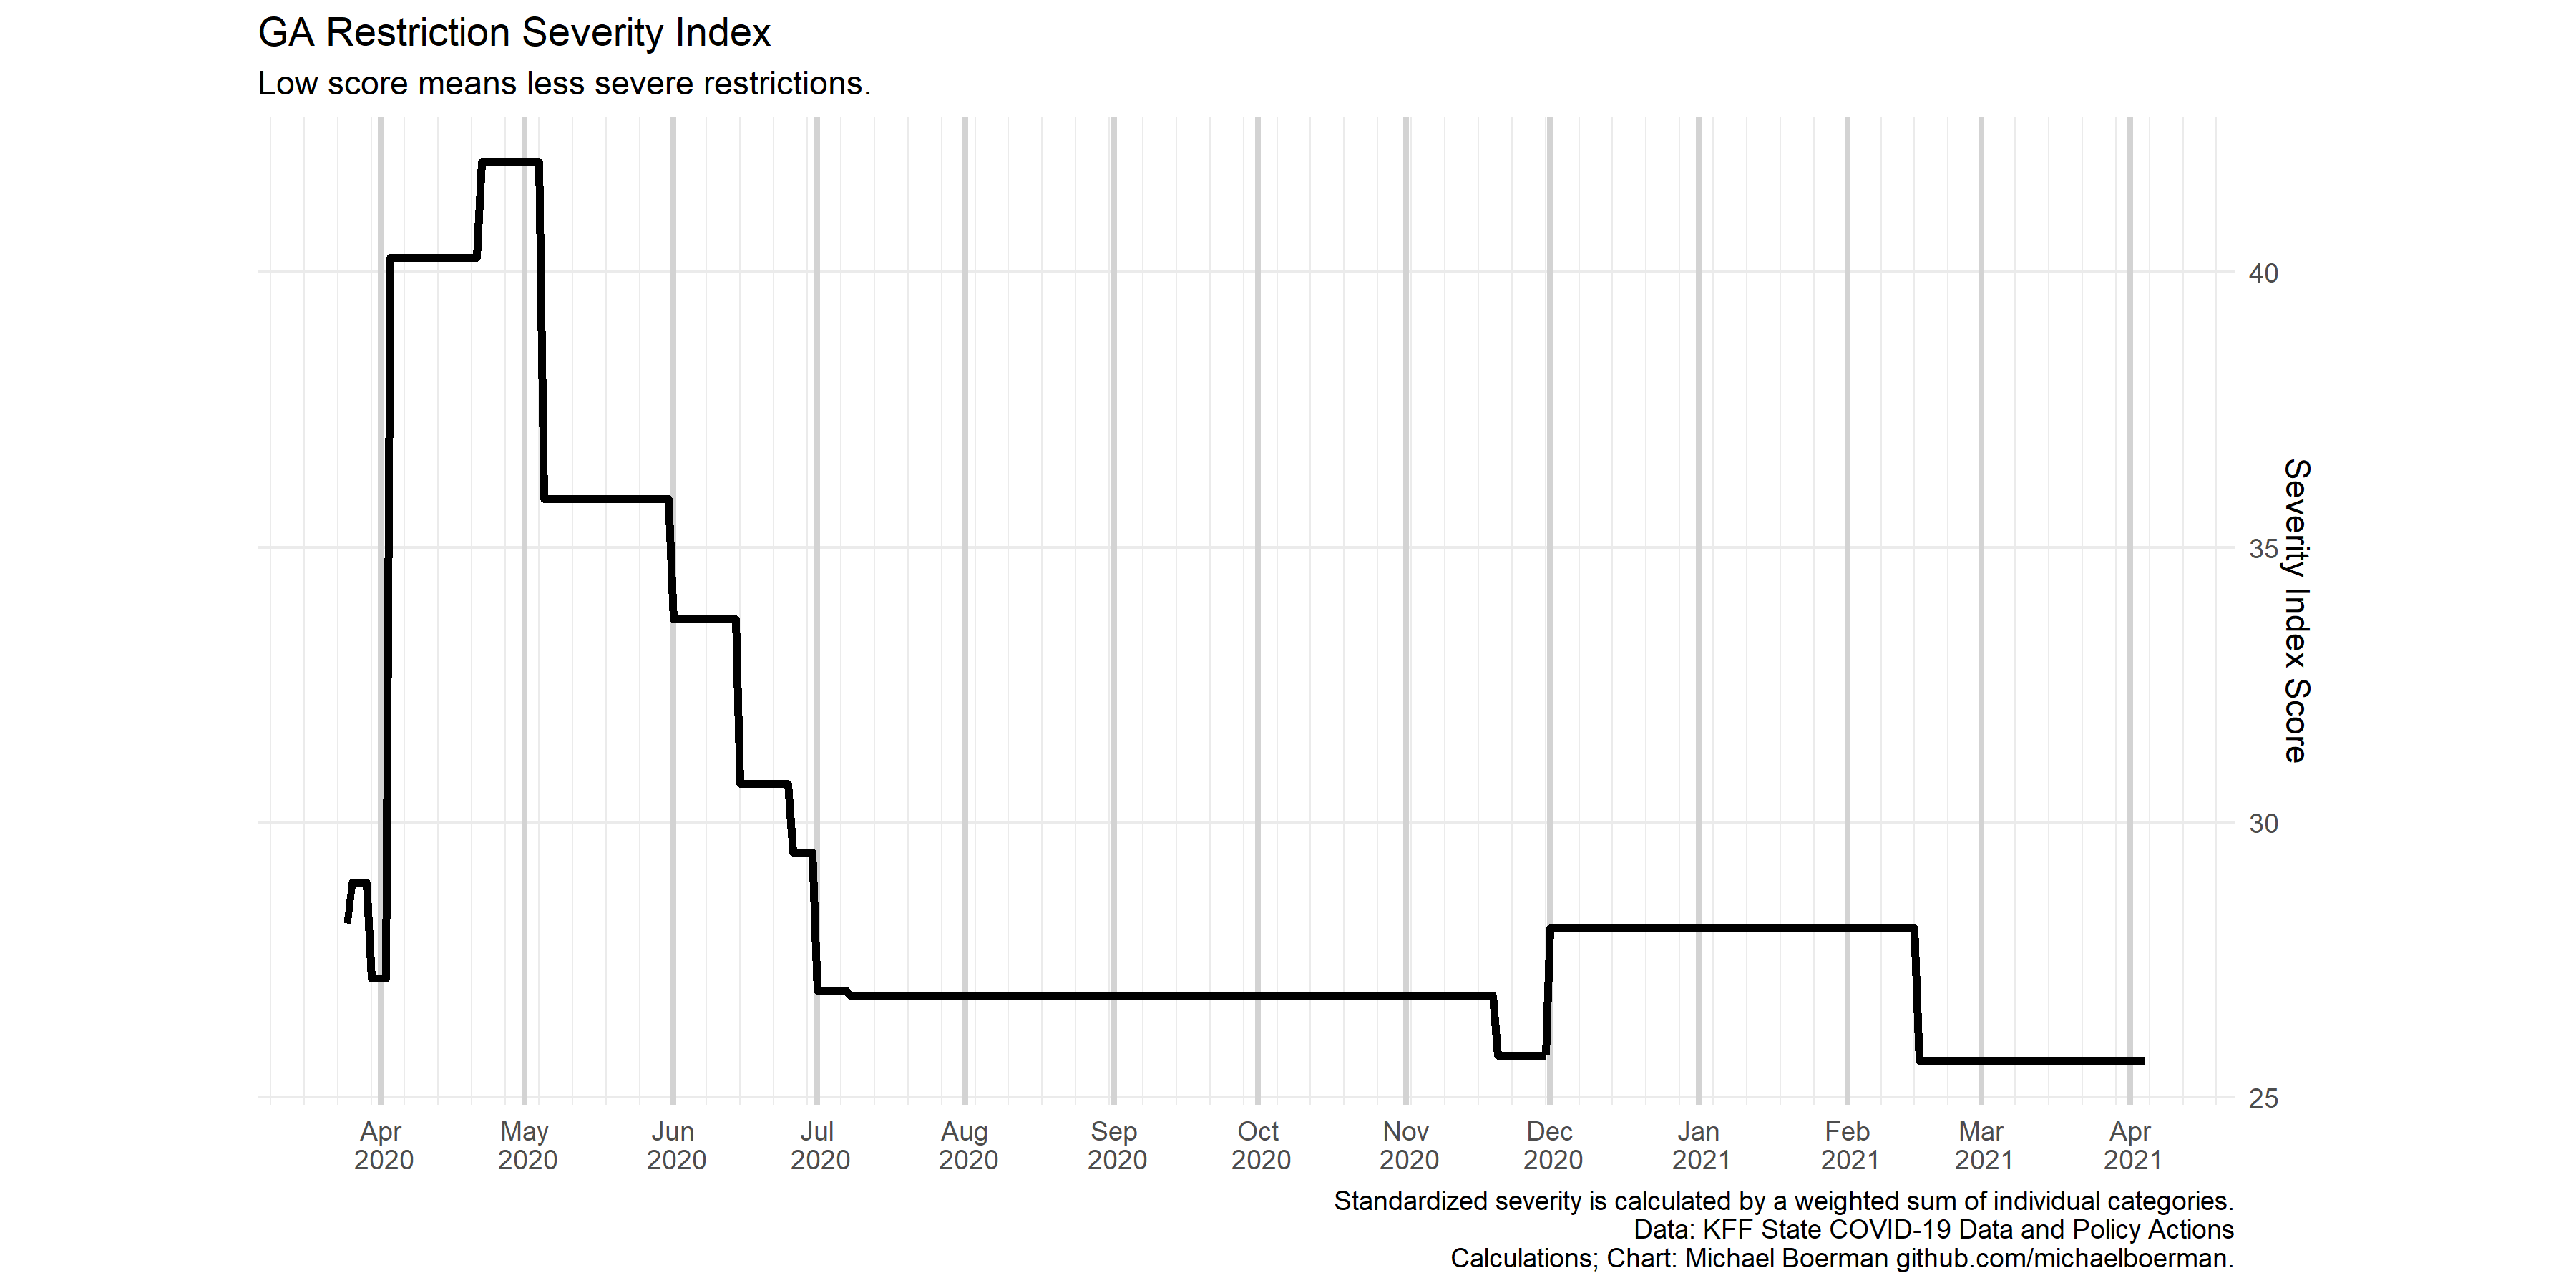 GA Restriction Severity Index
Low score means less severe restrictions.
40
35
30
25
Severity Index Score
Apr May Jun Jul Aug Sep Oct Nov Dec Jan Feb Mar Apr
2020 2020 2020 2020 2020 2020 2020 2020 2020 2021 2021 2021 2021
Standardized severity is calculated by a weighted sum of individual categories.
Data: KFF State COVID-19 Data and Policy Actions
Calculations; Chart: Michael Boerman github.com/michaelboerman.